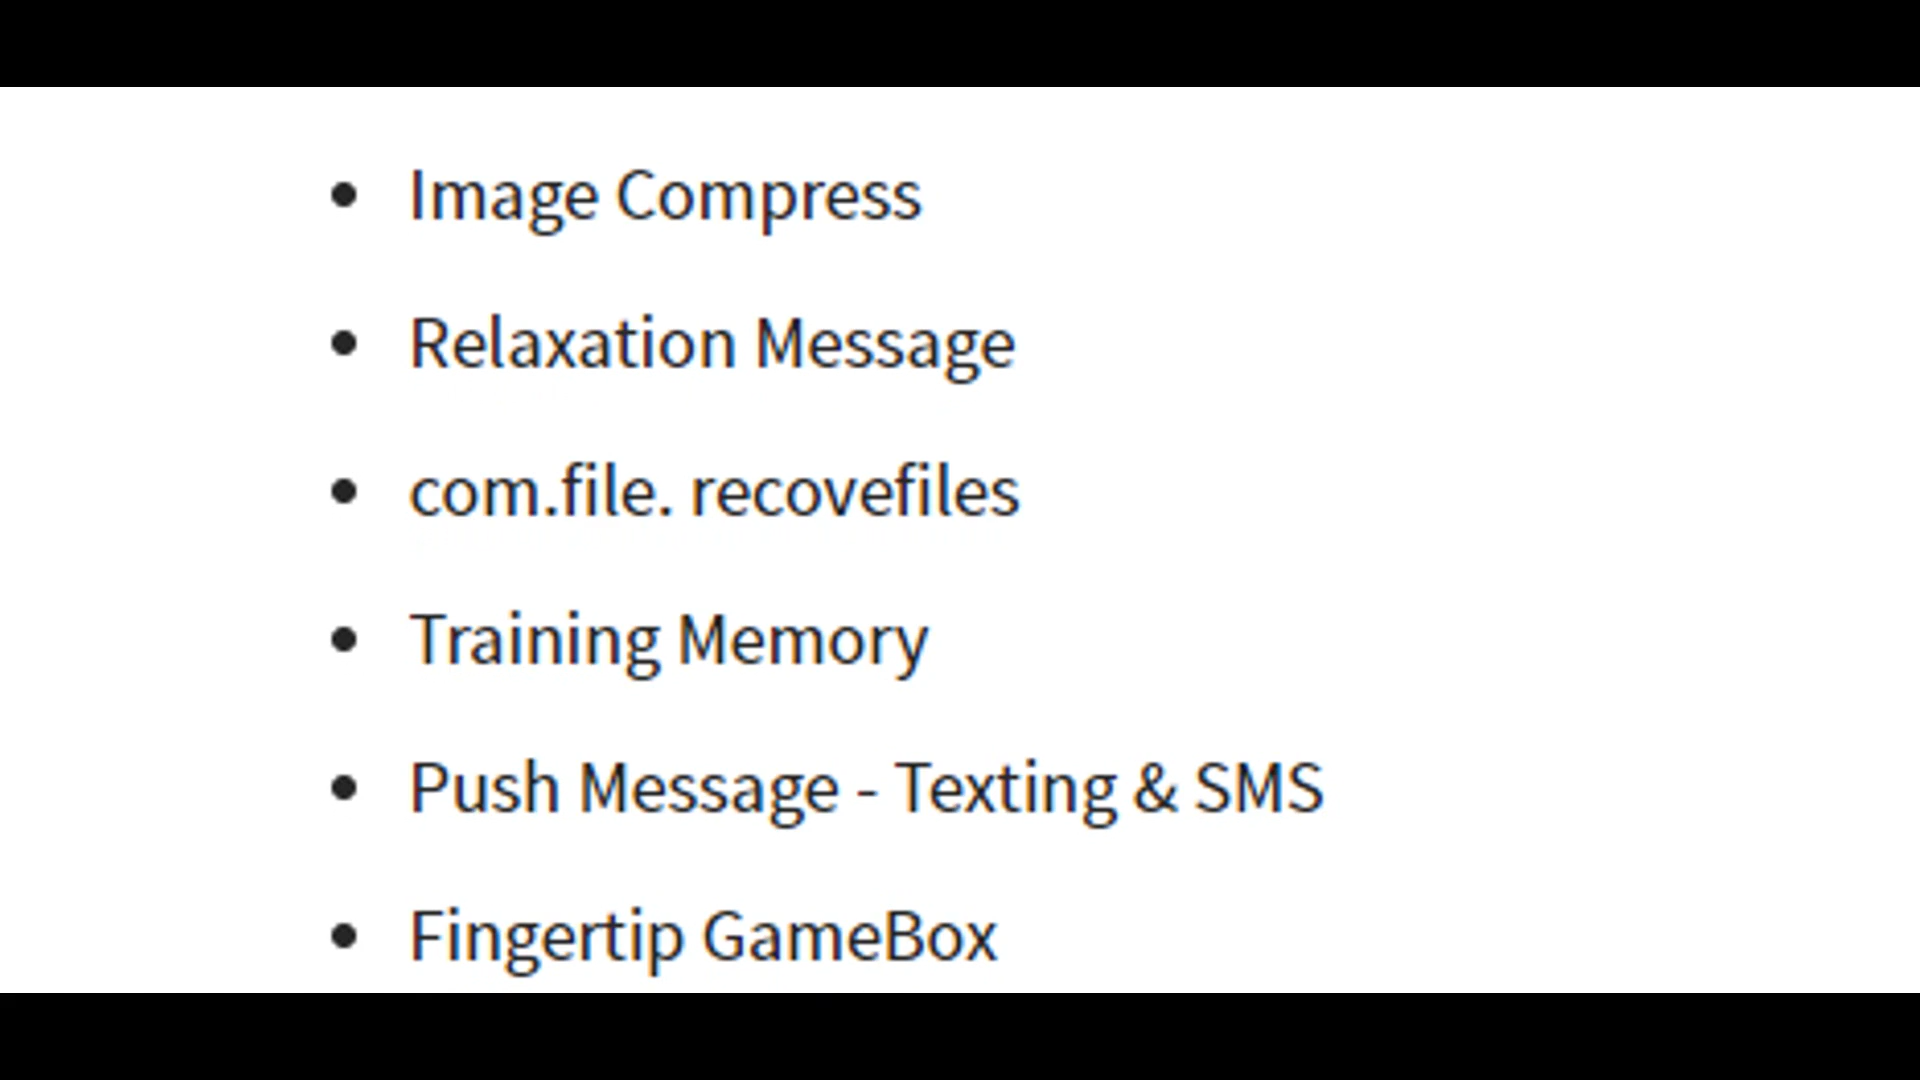 • Image Compress
• Relaxation Message
• com.file. recovefiles
• Training Memory
• Push Message - Texting & SMS
• Fingertip GameBox